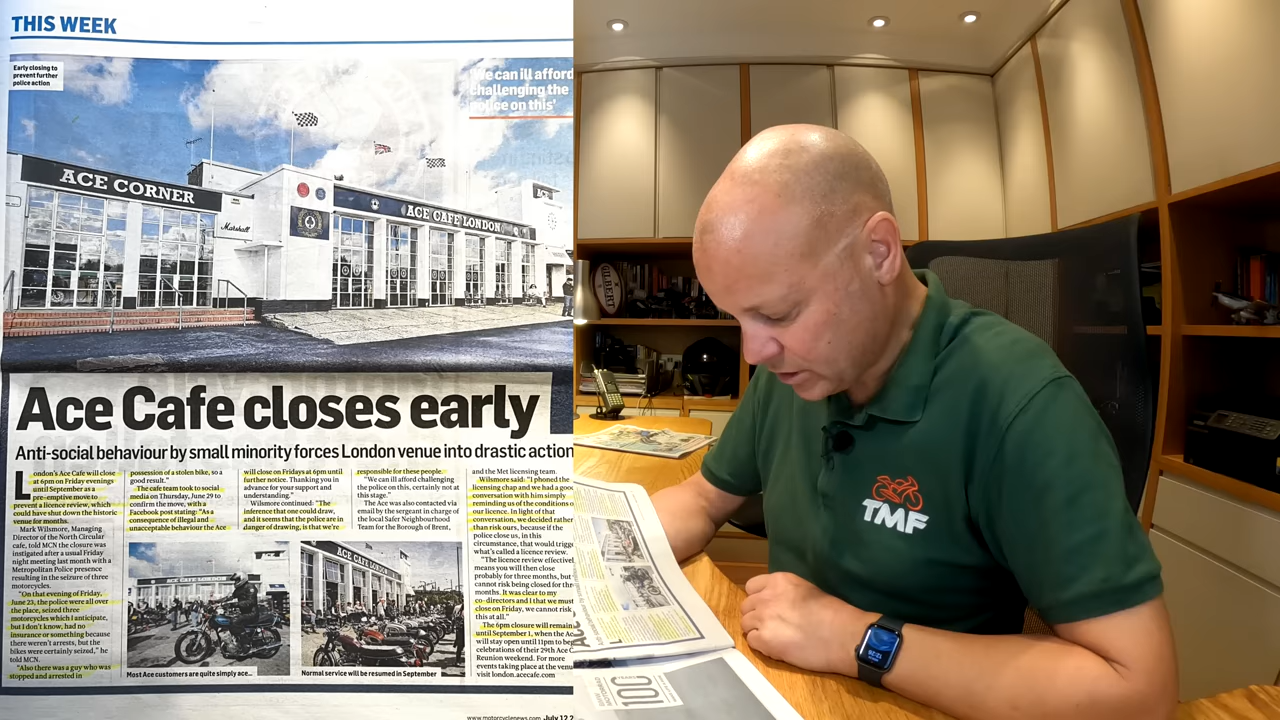 THIS WEEK
Early closing to
prevent further
police action
'We can ill afford
challenging the
police on this'
ACE CORNER
Marshall
ACE CAFE LONDON
ACE
Ace Cafe closes early
Anti-social behaviour by small minority forces London venue into drastic action
London's Ace Cafe will close
at 6pm on Friday evenings
until September as a
pre-emptive move to
prevent a licence review, which
could have shut down the historic
venue for months.
Mark Wilsmore, Managing
Director of the North Circular
cafe, told MCN the closure was
instigated after a usual Friday
night meeting last month with a
Metropolitan Police presence
resulting in the seizure of three
motorcycles.
"On that evening of Friday,
June 23, the police were all over
the place, seized three
motorcycles which I anticipate,
but I don't know, had no
insurance or something because
there weren't arrests, but the
bikes were certainly seized," he
told MCN.
"Also there was a guy who was
stopped and arrested in
possession of a stolen bike, so a
good result."
The cafe team took to social
media on Thursday, June 29 to
confirm the move, with a
Facebook post stating: "As a
consequence of illegal and
unacceptable behaviour the Ace
will close on Fridays at 6pm until
further notice. Thanking you in
advance for your support and
understanding."
Wilsmore continued: "The
inference that one could draw,
and it seems that the police are in
danger of drawing, is that we're
responsible for these people.
"We can ill afford challenging
the police on this, certainly not at
this stage."
The Ace was also contacted via
email by the sergeant in charge of
the local Safer Neighbourhood
Team for the Borough of Brent,
and the Met licensing team.
Wilsmore said: "I phoned the
licensing chap and we had a good
conversation with him simply
reminding us of the conditions o
our licence. In light of that
conversation, we decided rather
than risk ours, because if the
police close us, in this
circumstance, that would trigg
what's called a licence review.
"The licence review effectivel
means you will then close
probably for three months, but
cannot risk being closed for thr
months. It was clear to my
co-directors and I that we must
close on Friday, we cannot risk
this at all."
The 6pm closure will remain
until September 1, when the Ac
will stay open until 11pm to beg
celebrations of their 29th Ace C
Reunion weekend. For more
events taking place at the venu
visit london.acecafe.com
ACE CAFE LONDON
Most Ace customers are quite simply ace...
ACE CAFE LONDON
Normal service will be resumed in September
www.motorcyclenews.com July 12 2
GILBERT
TMF
100